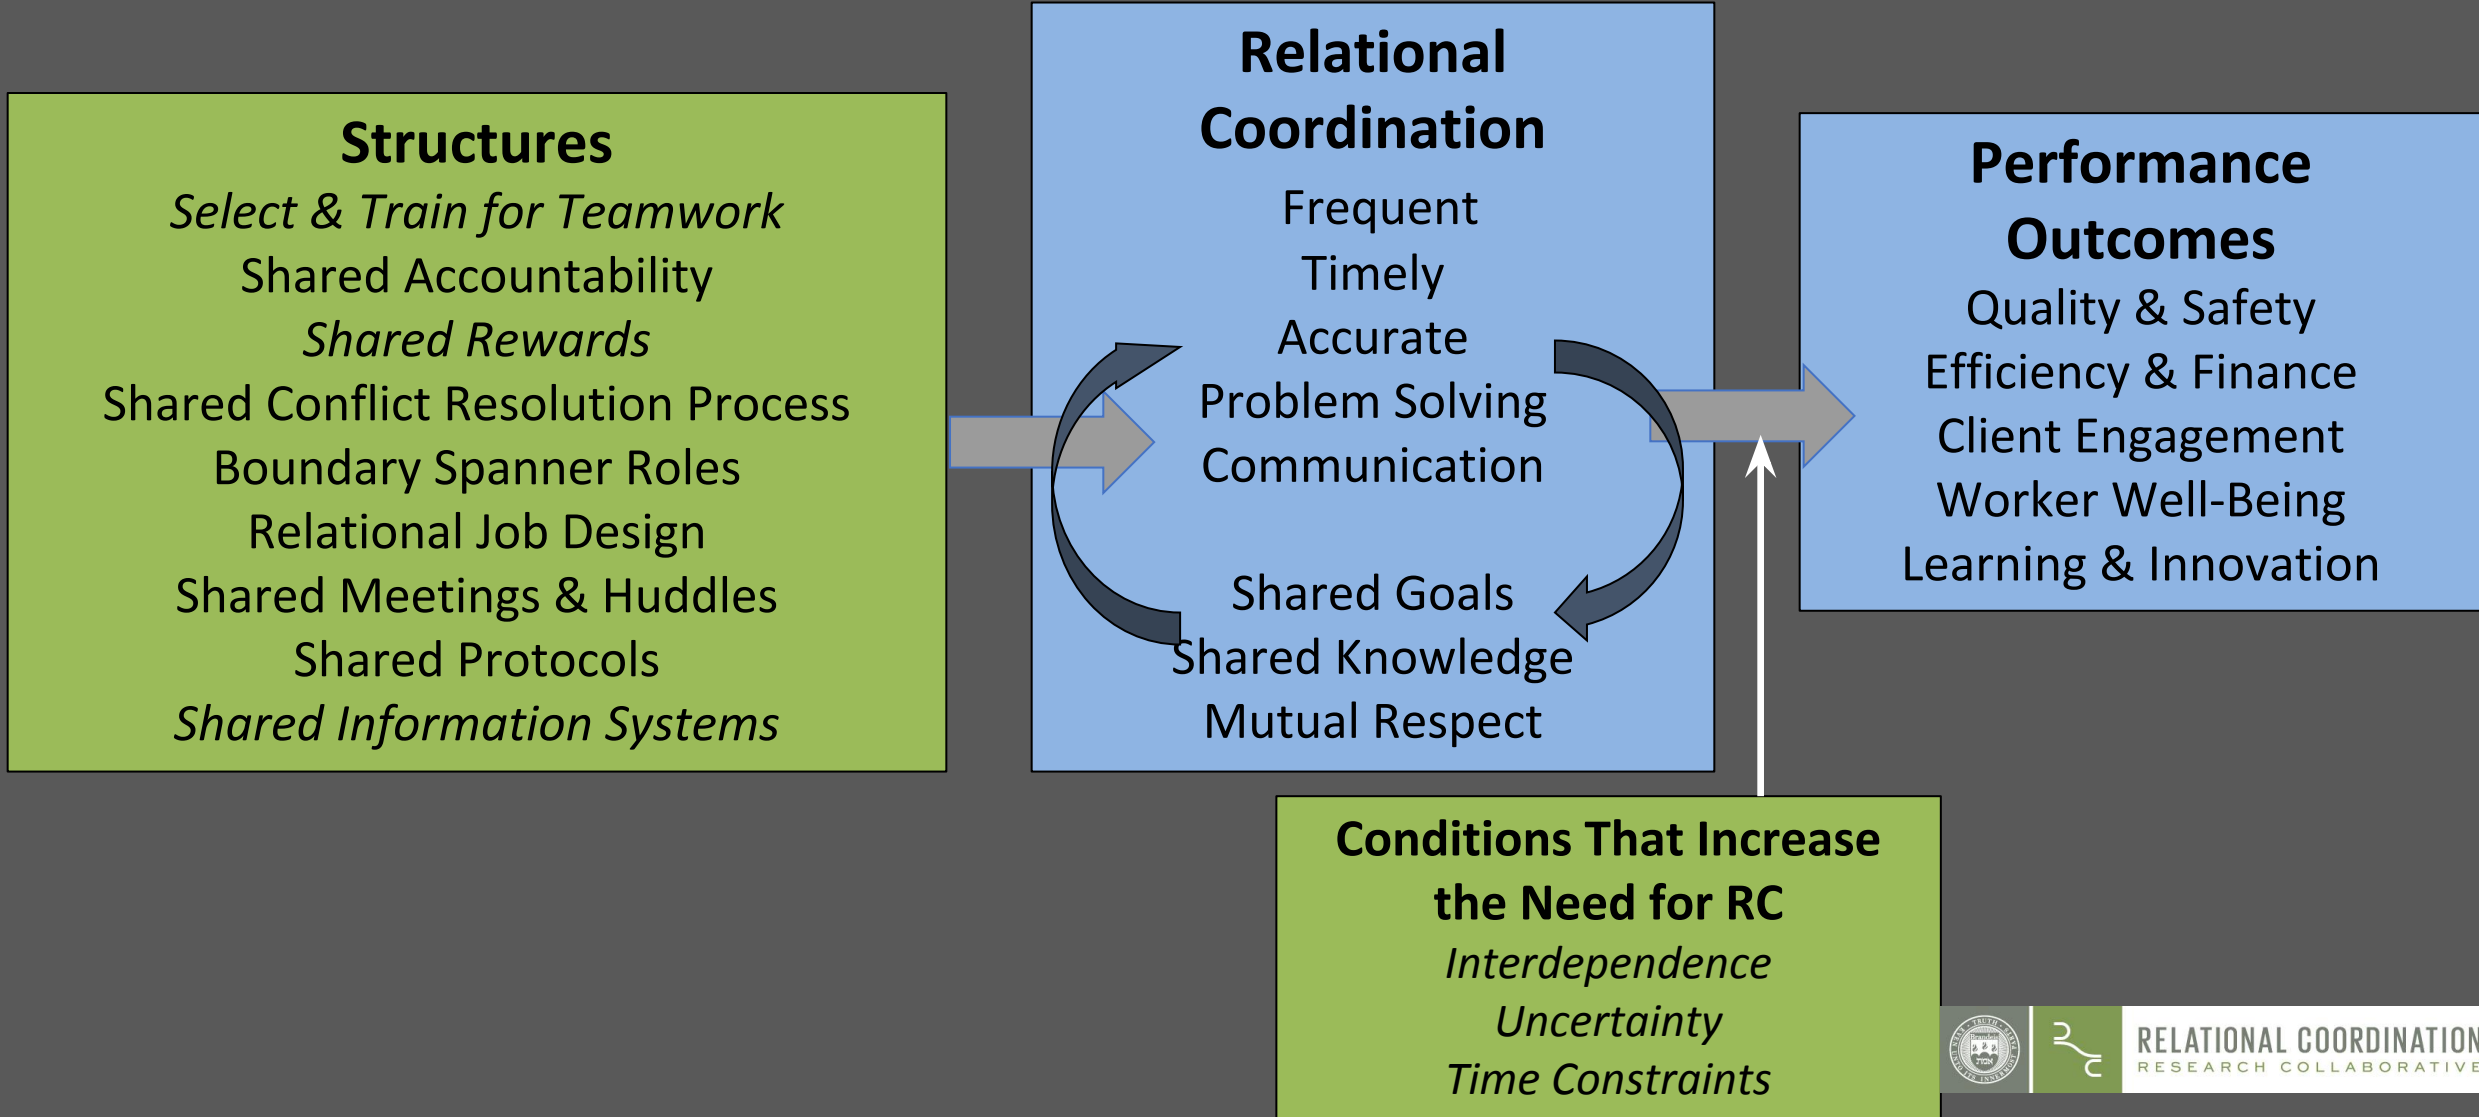 Structures
Select & Train for Teamwork
Shared Accountability
Shared Rewards
Shared Conflict Resolution Process
Boundary Spanner Roles
Relational Job Design
Shared Meetings & Huddles
Shared Protocols
Shared Information Systems
Relational
Coordination
Frequent
Timely
Accurate
Problem Solving
Communication
Shared Goals
Shared Knowledge
Mutual Respect
Performance
Outcomes
Quality & Safety
Efficiency & Finance
Client Engagement
Worker Well-Being
Learning & Innovation
Conditions That Increase
the Need for RC
Interdependence
Uncertainty
Time Constraints
RELATIONAL COORDINATION
RESEARCH COLLABORATIVE